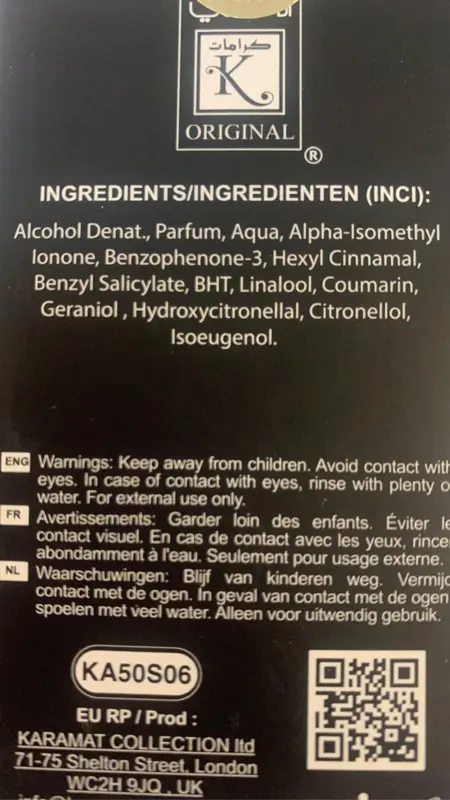 كرامات
K
ORIGINAL
®
INGREDIENTS/INGREDIENTEN (INCI):
Alcohol Denat., Parfum, Aqua, Alpha-Isomethyl
Ionone, Benzophenone-3, Hexyl Cinnamal,
Benzyl Salicylate, BHT, Linalool, Coumarin,
Geraniol , Hydroxycitronellal, Citronellol,
Isoeugenol.
ENG Warnings: Keep away from children. Avoid contact with
eyes. In case of contact with eyes, rinse with plenty o
water. For external use only.
FR Avertissements: Garder loin des enfants. Éviter le
contact visuel. En cas de contact avec les yeux, rince
abondamment à l'eau. Seulement pour usage externe.
NL Waarschuwingen: Blijf van kinderen weg. Vermijd
contact met de ogen. In geval van contact met de ogen
spoelen met veel water. Alleen voor uitwendig gebruik.
KA50S06
EU RP / Prod :
KARAMAT COLLECTION ltd
71-75 Shelton Street, London
WC2H 9JQ , UK